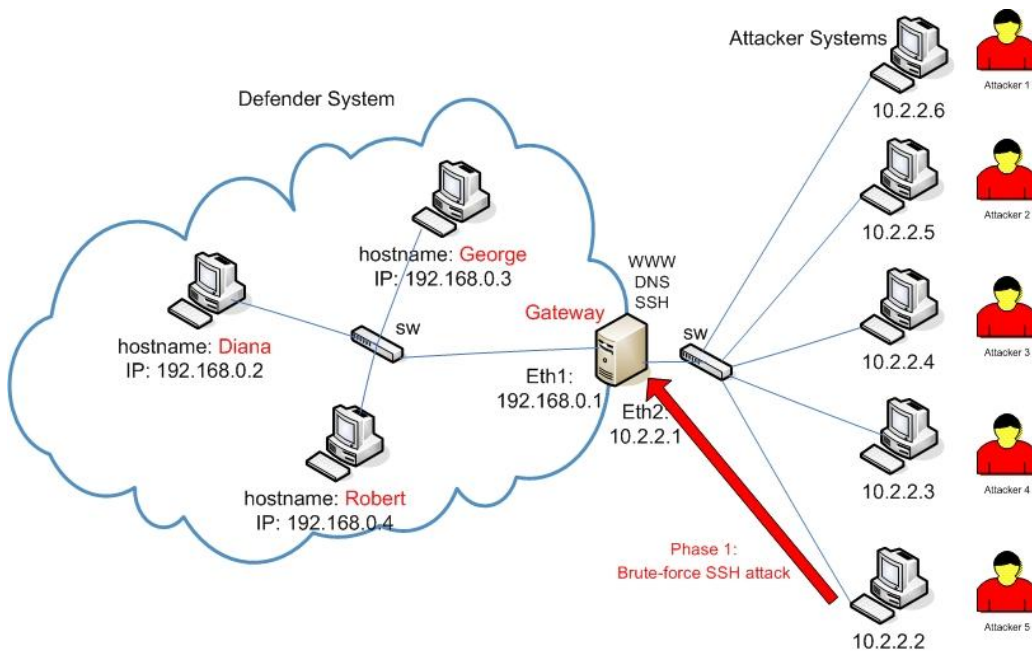 Attacker Systems
Attacker 1
10.2.2.6
Defender System
Attacker 2
10.2.2.5
hostname: George
IP: 192.168.0.3
WWW
DNS
SSH
Gateway
sw
sw
hostname: Diana
IP: 192.168.0.2
Attacker 3
10.2.2.4
Eth1:
192.168.0.1
Eth2:
10.2.2.1
hostname: Robert
IP: 192.168.0.4
Attacker 4
10.2.2.3
Phase 1:
Brute-force SSH attack
Attacker 5
10.2.2.2